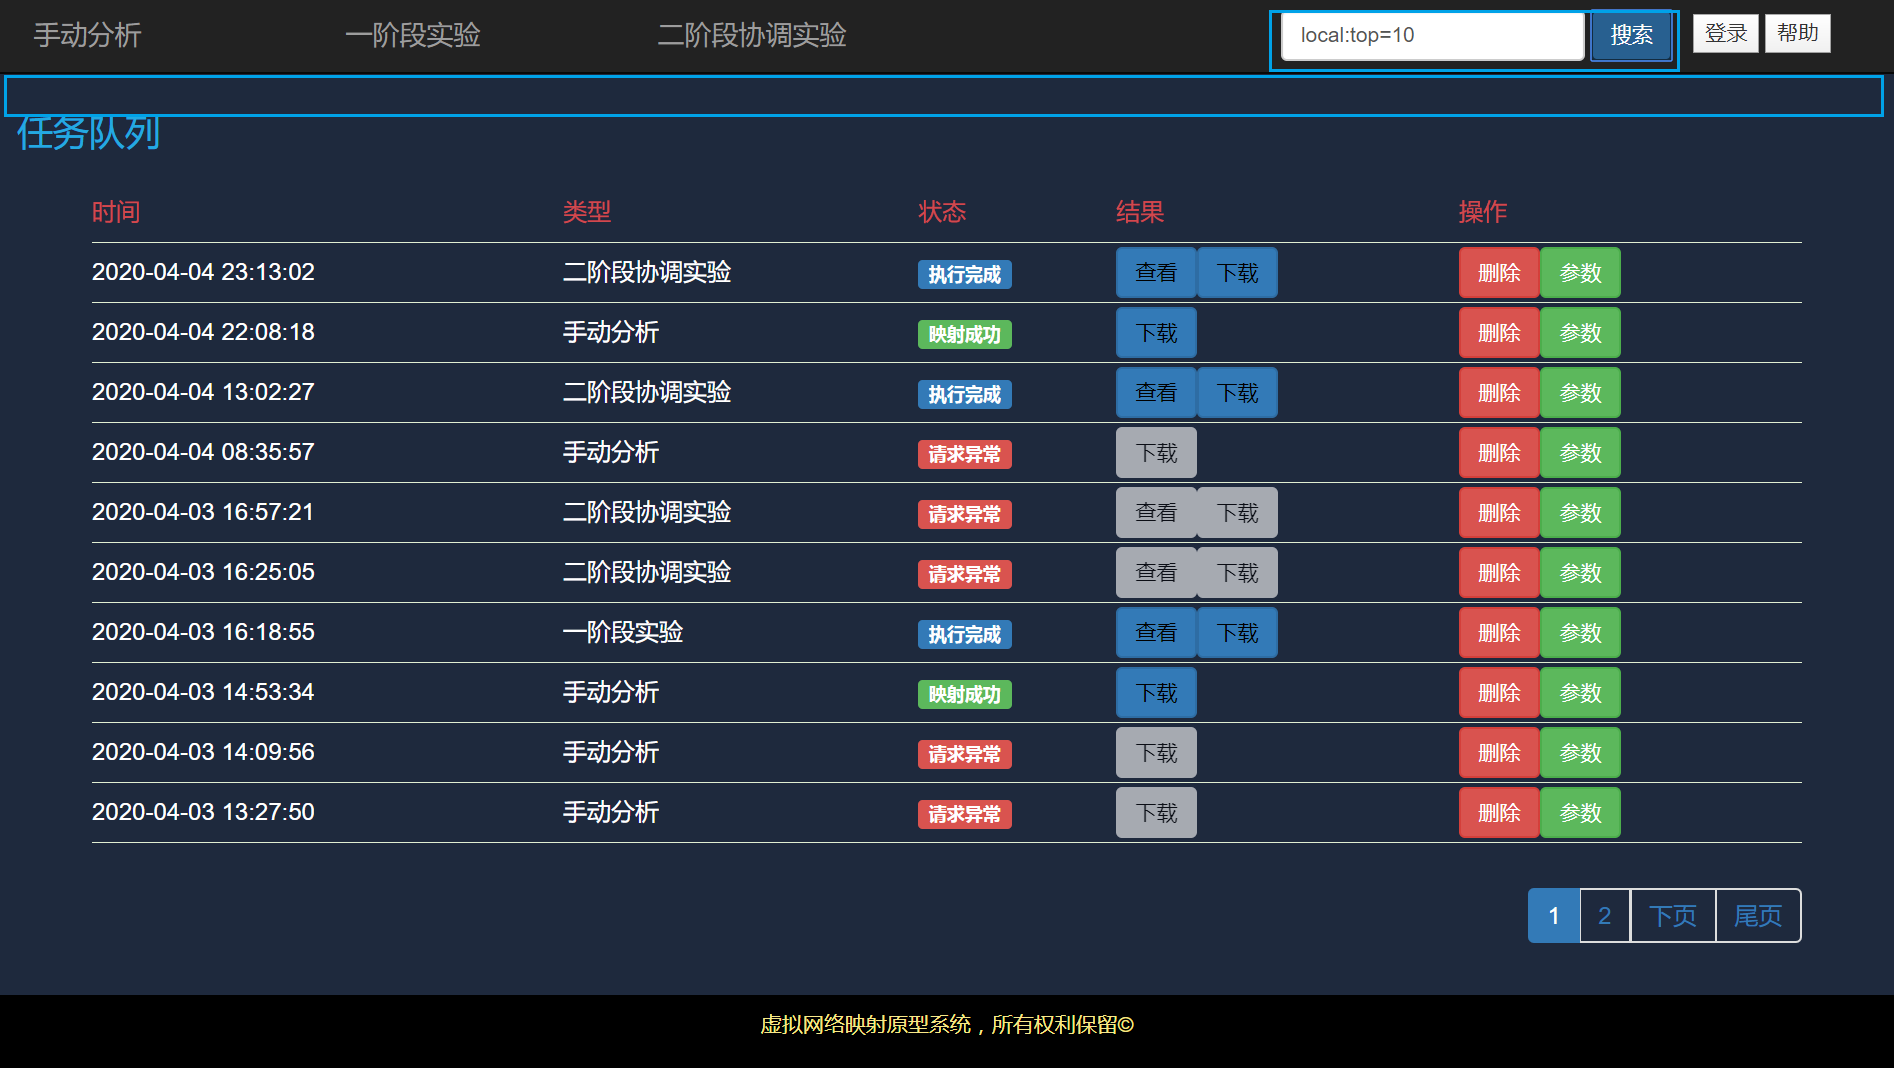 手动分析 一阶段实验 二阶段协调实验 local:top=10 搜索 登录 帮助
任务队列
时间 类型 状态 结果 操作
2020-04-04 23:13:02 二阶段协调实验 执行完成 查看 下载 删除 参数
2020-04-04 22:08:18 手动分析 映射成功 下载 删除 参数
2020-04-04 13:02:27 二阶段协调实验 执行完成 查看 下载 删除 参数
2020-04-04 08:35:57 手动分析 请求异常 下载 删除 参数
2020-04-03 16:57:21 二阶段协调实验 请求异常 查看 下载 删除 参数
2020-04-03 16:25:05 二阶段协调实验 请求异常 查看 下载 删除 参数
2020-04-03 16:18:55 一阶段实验 执行完成 查看 下载 删除 参数
2020-04-03 14:53:34 手动分析 映射成功 下载 删除 参数
2020-04-03 14:09:56 手动分析 请求异常 下载 删除 参数
2020-04-03 13:27:50 手动分析 请求异常 下载 删除 参数
1 2 下页 尾页
虚拟网络映射原型系统，所有权利保留©